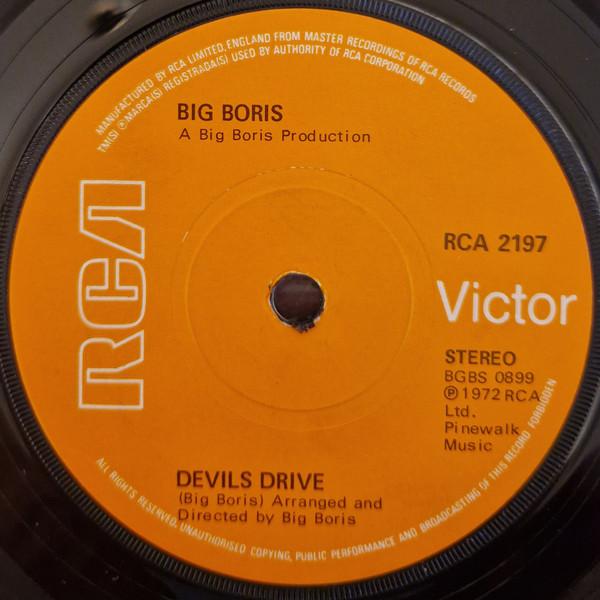 MANUFACTURED BY RCA LIMITED, ENGLAND FROM MASTER RECORDINGS OF RCA RECORDS
TM(S) ® MARCA(S) REGISTRADA(S) USED BY AUTHORITY OF RCA CORPORATION
BIG BORIS
A Big Boris Production
RCA
RCA 2197
Victor
STEREO
BGBS 0899
℗ 1972 RCA
Ltd.
Pinewalk
Music
DEVILS DRIVE
(Big Boris) Arranged and
Directed by Big Boris
ALL RIGHTS RESERVED. UNAUTHORISED COPYING, PUBLIC PERFORMANCE AND BROADCASTING OF THIS RECORD FORBIDDEN